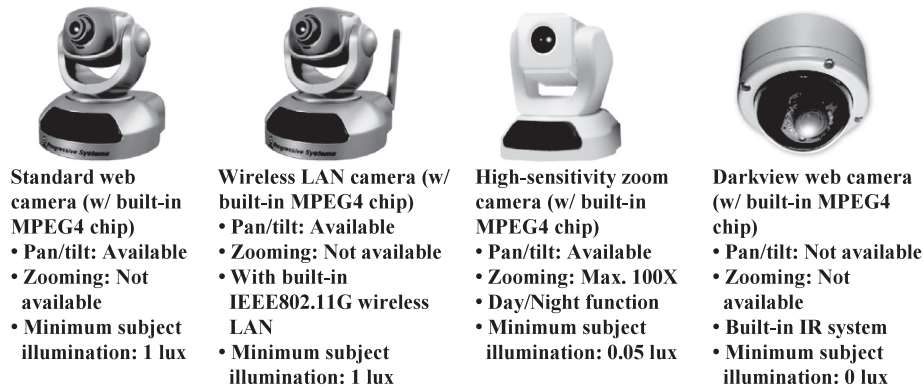 Progressive Systems
Progressive Systems
Standard web
camera (w/ built-in
MPEG4 chip)
• Pan/tilt: Available
• Zooming: Not
available
• Minimum subject
illumination: 1 lux
Wireless LAN camera (w/
built-in MPEG4 chip)
• Pan/tilt: Available
• Zooming: Not available
• With built-in
IEEE802.11G wireless
LAN
• Minimum subject
illumination: 1 lux
High-sensitivity zoom
camera (w/ built-in
MPEG4 chip)
• Pan/tilt: Available
• Zooming: Max. 100X
• Day/Night function
• Minimum subject
illumination: 0.05 lux
Darkview web camera
(w/ built-in MPEG4
chip)
• Pan/tilt: Not available
• Zooming: Not
available
• Built-in IR system
• Minimum subject
illumination: 0 lux